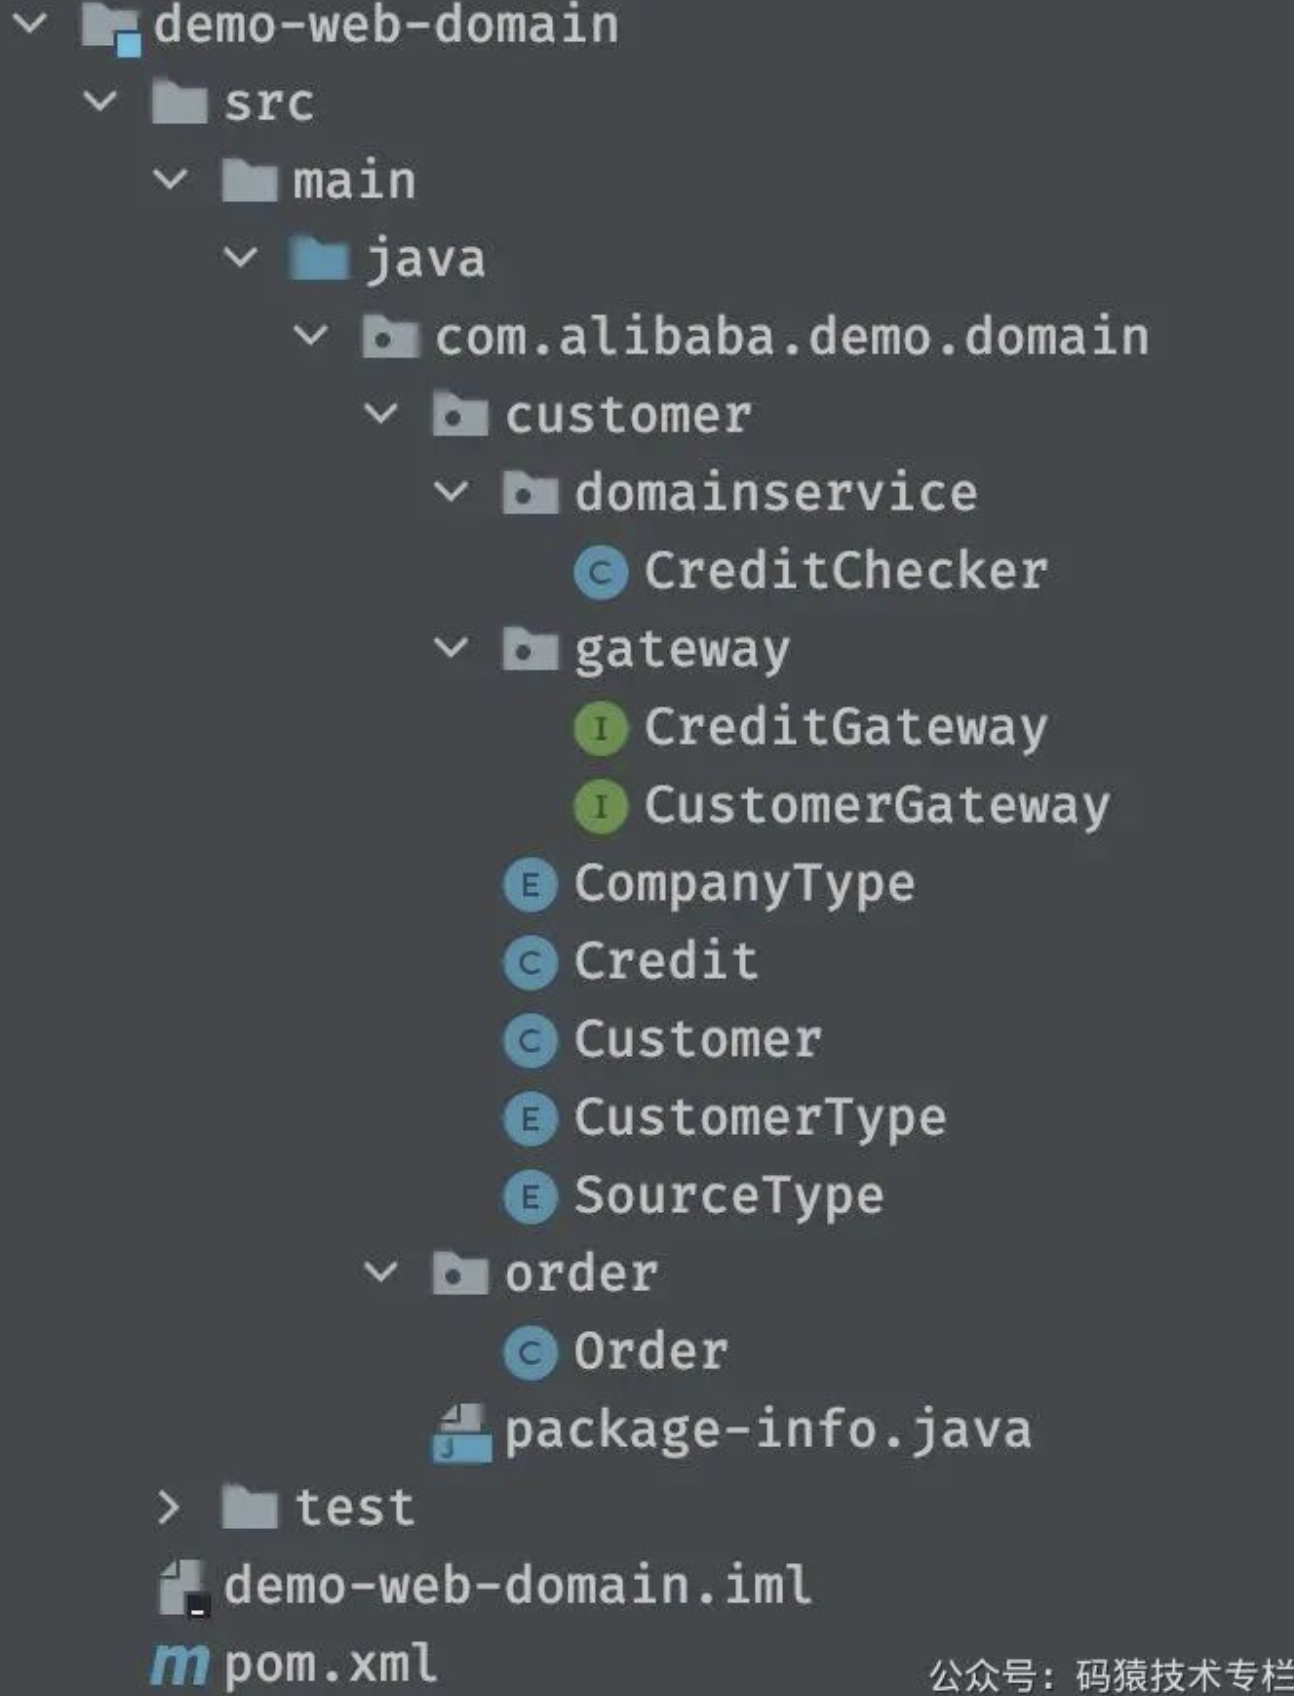 demo-web-domain
src
main
java
com.alibaba.demo.domain
customer
domainservice
C CreditChecker
gateway
I CreditGateway
I CustomerGateway
E CompanyType
C Credit
C Customer
E CustomerType
E SourceType
order
C Order
J package-info.java
test
demo-web-domain.iml
m pom.xml
公众号：码猿技术专栏